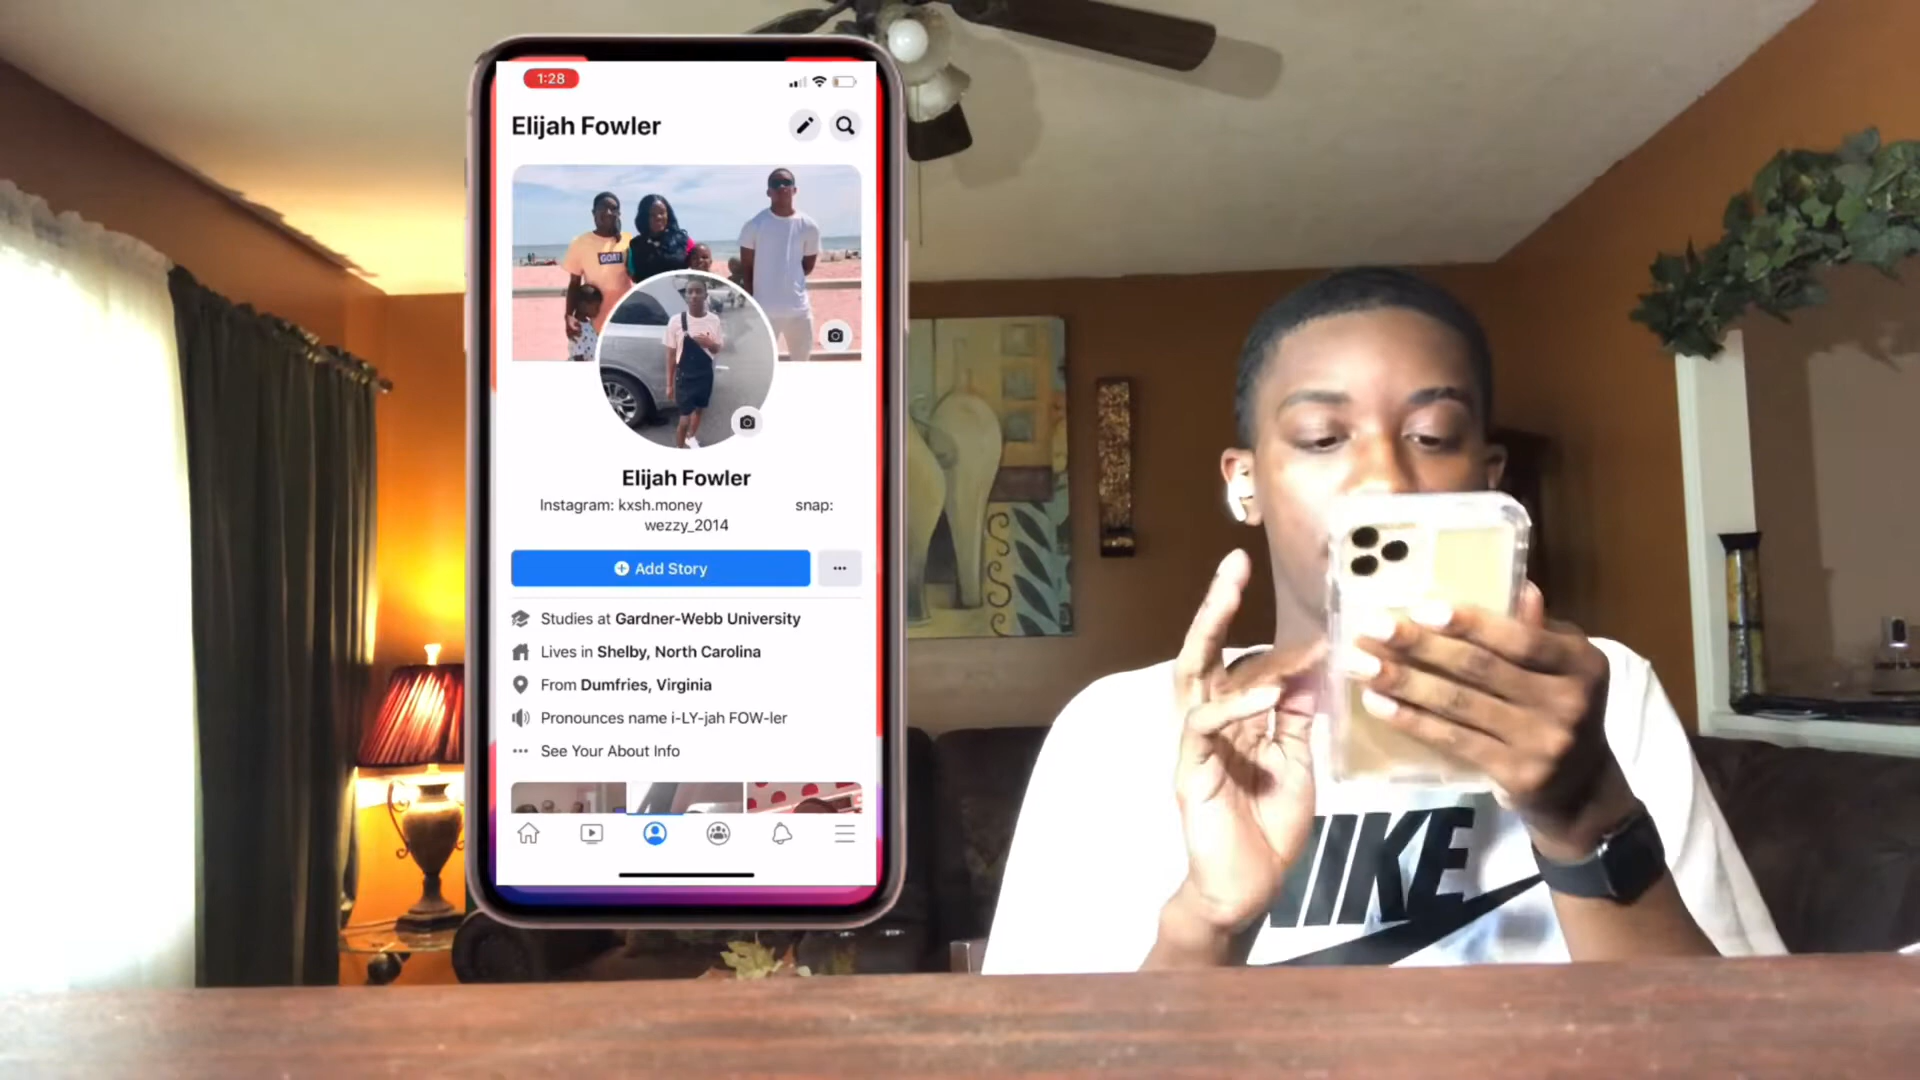 1:28
Elijah Fowler
GOAT
Elijah Fowler
Instagram: kxsh.money snap:
wezzy_2014
Add Story
Studies at Gardner-Webb University
Lives in Shelby, North Carolina
From Dumfries, Virginia
Pronounces name i-LY-jah FOW-ler
See Your About Info
NIKE